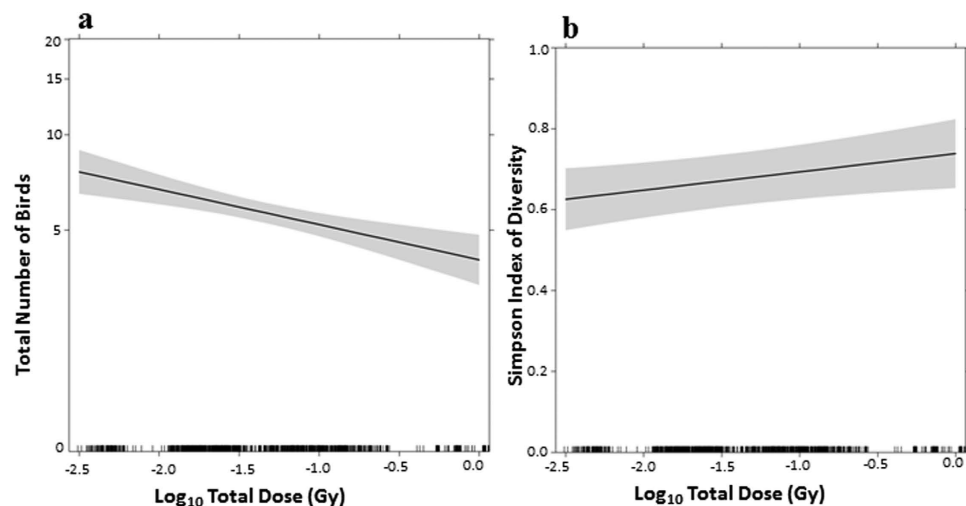 a
20
15
10
5
0
Total Number of Birds
-2.5 -2.0 -1.5 -1.0 -0.5 0.0
Log10 Total Dose (Gy)
b
1.0
0.8
0.6
0.4
0.2
0.0
Simpson Index of Diversity
-2.5 -2.0 -1.5 -1.0 -0.5 0.0
Log10 Total Dose (Gy)